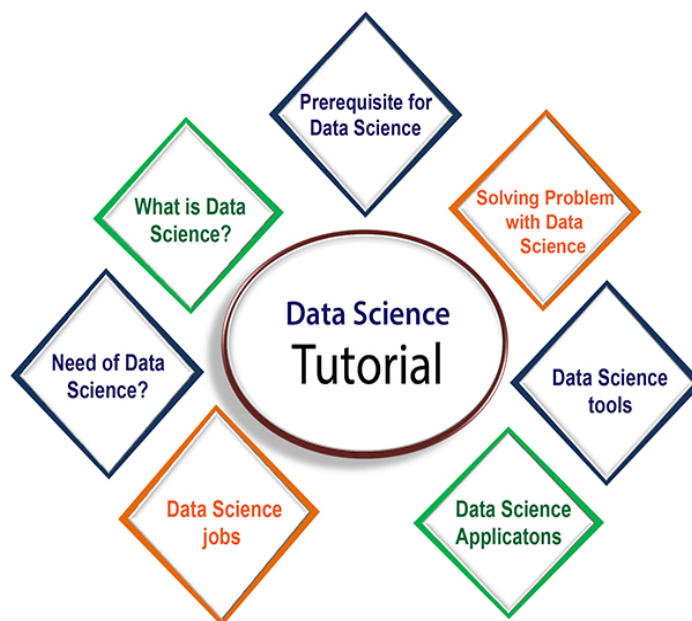 Prerequisite for
Data Science
What is Data
Science?
Solving Problem
with Data
Science
Data Science
Tutorial
Need of Data
Science?
Data Science
tools
Data Science
jobs
Data Science
Applicatons